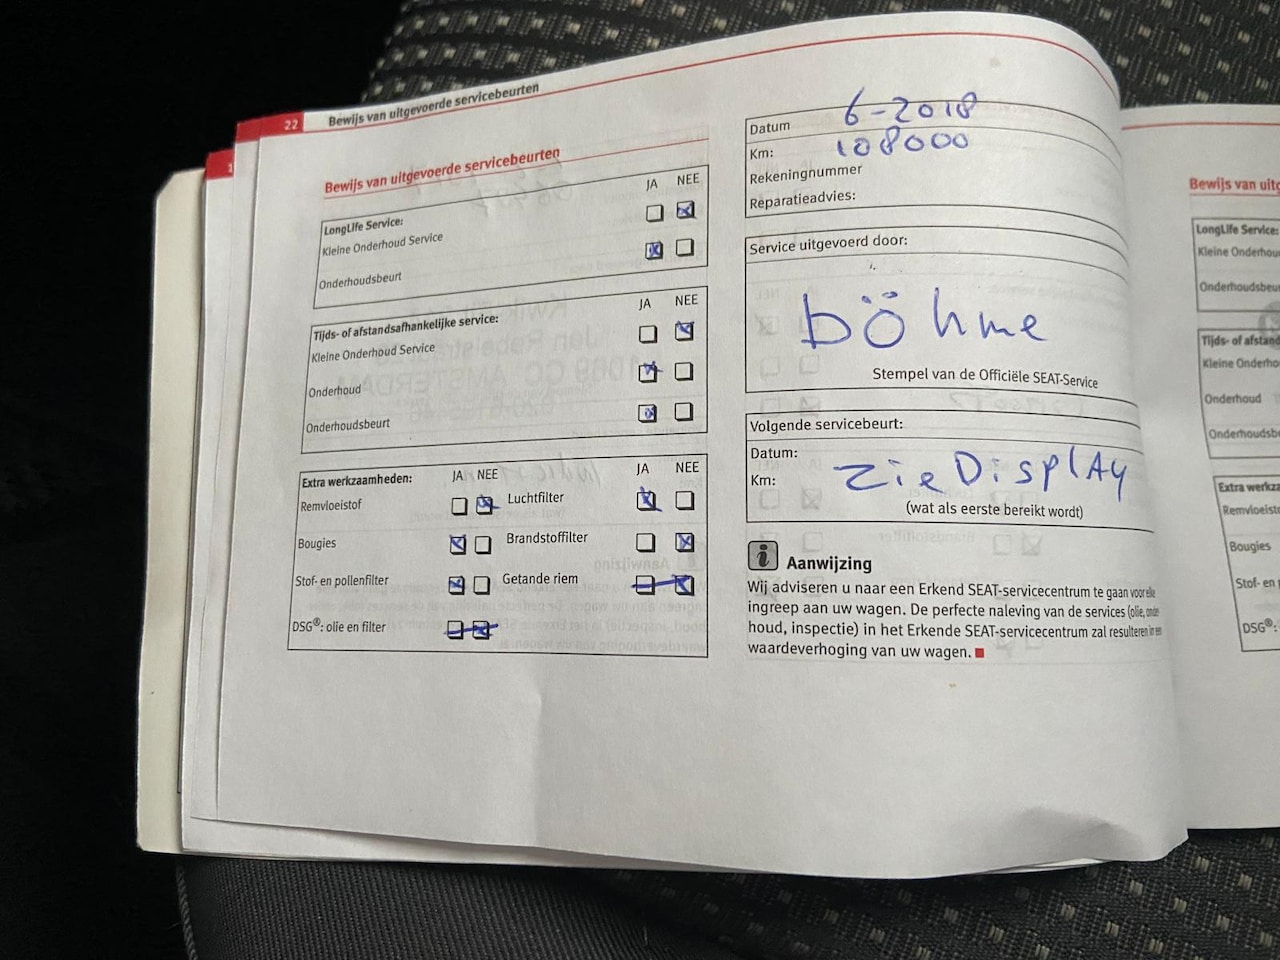 22 Bewijs van uitgevoerde servicebeurten
Bewijs van uitgevoerde servicebeurten
JA NEE
LongLife Service:
Kleine Onderhoud Service
Onderhoudsbeurt
JA NEE
Tijds- of afstandsafhankelijke service:
Kleine Onderhoud Service
Onderhoud
Onderhoudsbeurt
Extra werkzaamheden: JA NEE JA NEE
Remvloeistof Luchtfilter
Bougies Brandstoffilter
Stof- en pollenfilter Getande riem
DSG®: olie en filter
Datum 6-2018
Km: 108000
Rekeningnummer
Reparatieadvies:
Service uitgevoerd door:
böhme
Stempel van de Officiële SEAT-Service
Volgende servicebeurt:
Datum:
Km: zie DisplAy
(wat als eerste bereikt wordt)
Aanwijzing
Wij adviseren u naar een Erkend SEAT-servicecentrum te gaan voor elke
ingreep aan uw wagen. De perfecte naleving van de services (olie, onder-
houd, inspectie) in het Erkende SEAT-servicecentrum zal resulteren in een
waardeverhoging van uw wagen.
Bewijs van uitg
LongLife Service:
Kleine Onderhou
Onderhoudsbeu
Tijds- of afstand
Kleine Onderho
Onderhoud
Onderhoudsb
Extra werkza
Remvloeisto
Bougies
Stof- en
DSG®: